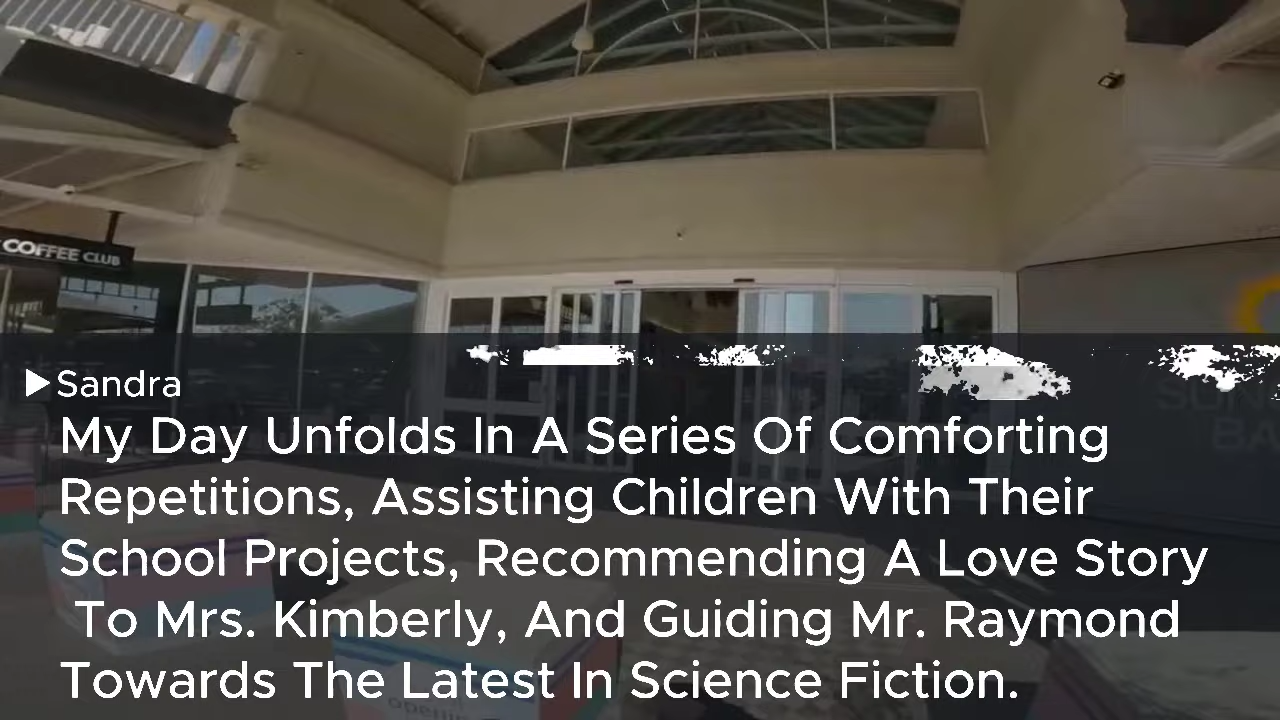 COFFEE CLUB
Sandra
My Day Unfolds In A Series Of Comforting
Repetitions, Assisting Children With Their
School Projects, Recommending A Love Story
To Mrs. Kimberly, And Guiding Mr. Raymond
Towards The Latest In Science Fiction.